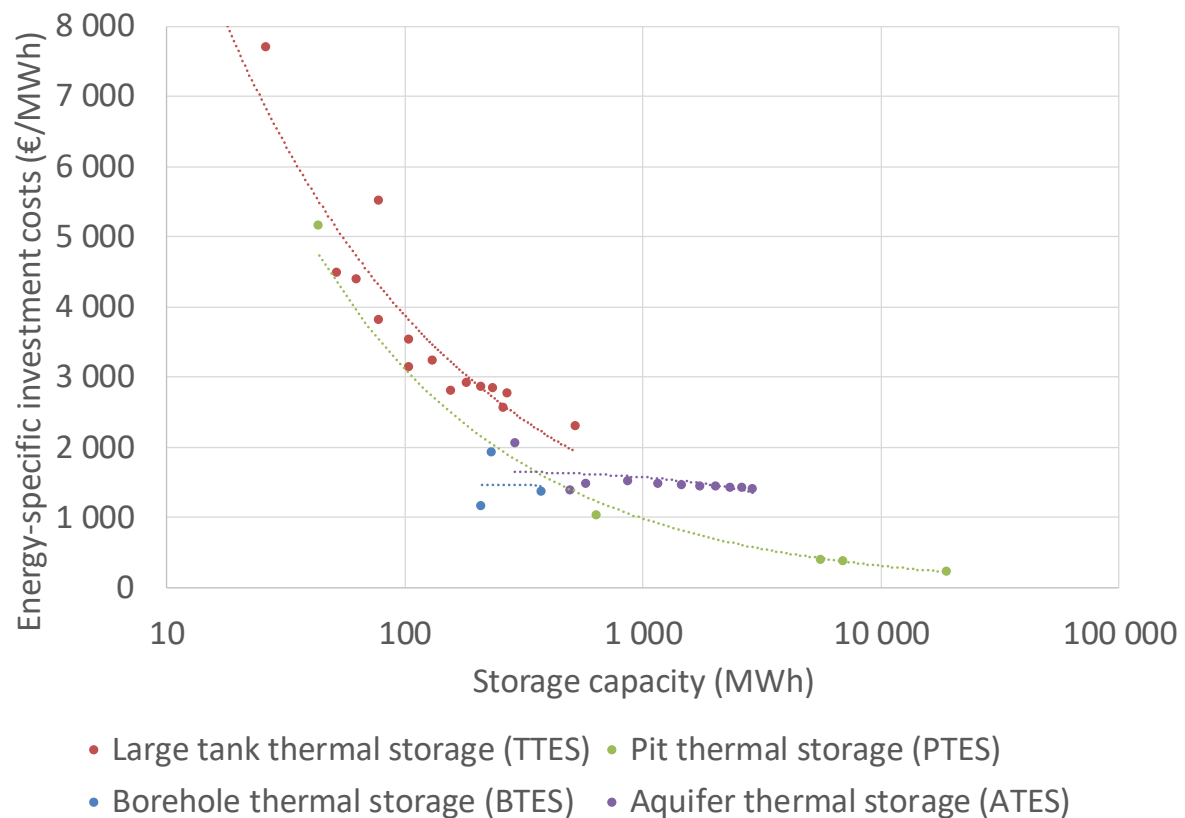 8 000
7 000
6 000
5 000
4 000
3 000
2 000
1 000
0
Energy-specific investment costs (€/MWh)
10
100
1 000
10 000
100 000
Storage capacity (MWh)
Large tank thermal storage (TTES)
Pit thermal storage (PTES)
Borehole thermal storage (BTES)
Aquifer thermal storage (ATES)